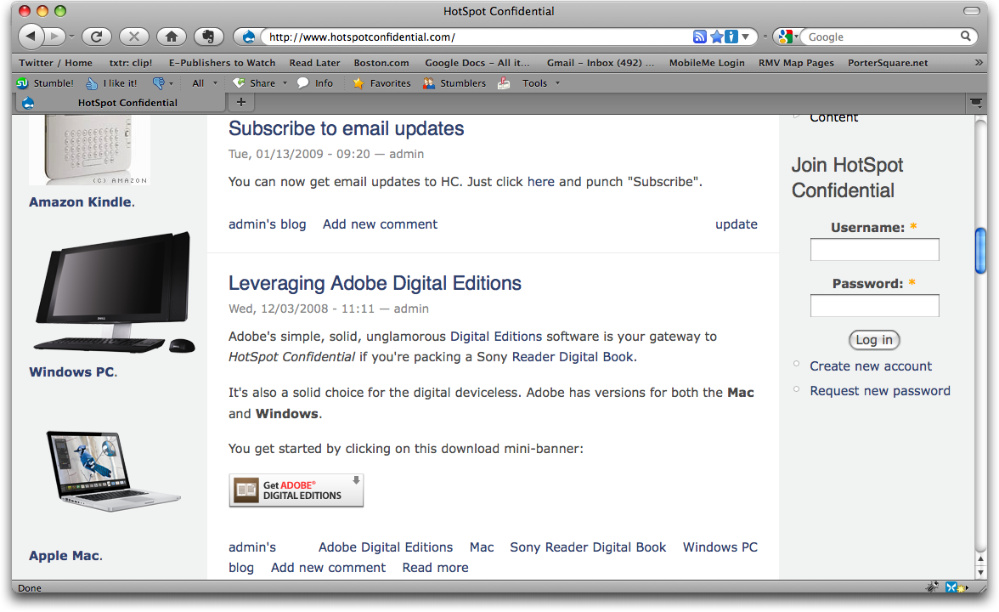 HotSpot Confidential
http://www.hotspotconfidential.com/
Google
Twitter / Home txtr: clip! E-Publishers to Watch Read Later Boston.com Google Docs - All it... Gmail - Inbox (492) ... MobileMe Login RMV Map Pages PorterSquare.net »
Stumble! I like it! All Share Info Favorites Stumblers Tools
HotSpot Confidential +
(C) AMAZON
Amazon Kindle.
DELL
Windows PC.
Apple Mac.
Subscribe to email updates
Tue, 01/13/2009 - 09:20 — admin
You can now get email updates to HC. Just click here and punch "Subscribe".
admin's blog Add new comment update
Leveraging Adobe Digital Editions
Wed, 12/03/2008 - 11:11 — admin
Adobe's simple, solid, unglamorous Digital Editions software is your gateway to
HotSpot Confidential if you're packing a Sony Reader Digital Book.
It's also a solid choice for the digital deviceless. Adobe has versions for both the Mac
and Windows.
You get started by clicking on this download mini-banner:
Get ADOBE®
DIGITAL EDITIONS
admin's Adobe Digital Editions Mac Sony Reader Digital Book Windows PC
blog Add new comment Read more
Content
Join HotSpot
Confidential
Username: *
Password: *
Log in
Create new account
Request new password
Done